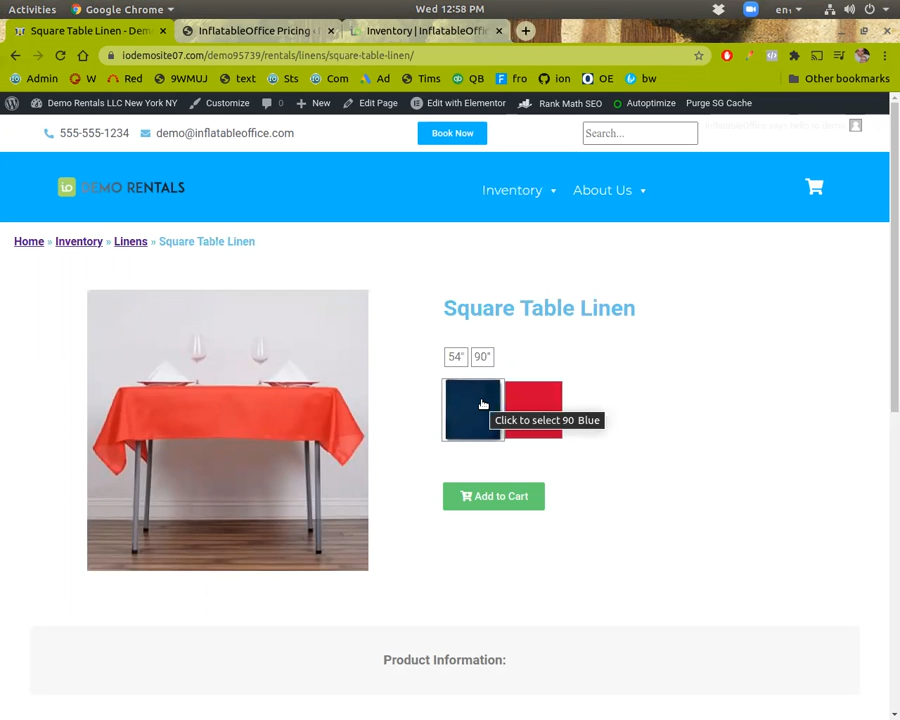 Activities Google Chrome Wed 12:58 PM en₁
Square Table Linen - Dem InflatableOffice Pricing Inventory | InflatableOffic
iodemosite07.com/demo95739/rentals/linens/square-table-linen/
Admin W Red 9WMUJ text Sts Com Ad Tims QB fro ion OE bw Other bookmarks
Demo Rentals LLC New York NY Customize 0 New Edit Page Edit with Elementor Rank Math SEO Autoptimize Purge SG Cache
555-555-1234 demo@inflatableoffice.com Book Now Search...
io DEMO RENTALS Inventory About Us
Home » Inventory » Linens » Square Table Linen
Square Table Linen
54" 90"
Click to select 90 Blue
Add to Cart
Product Information: